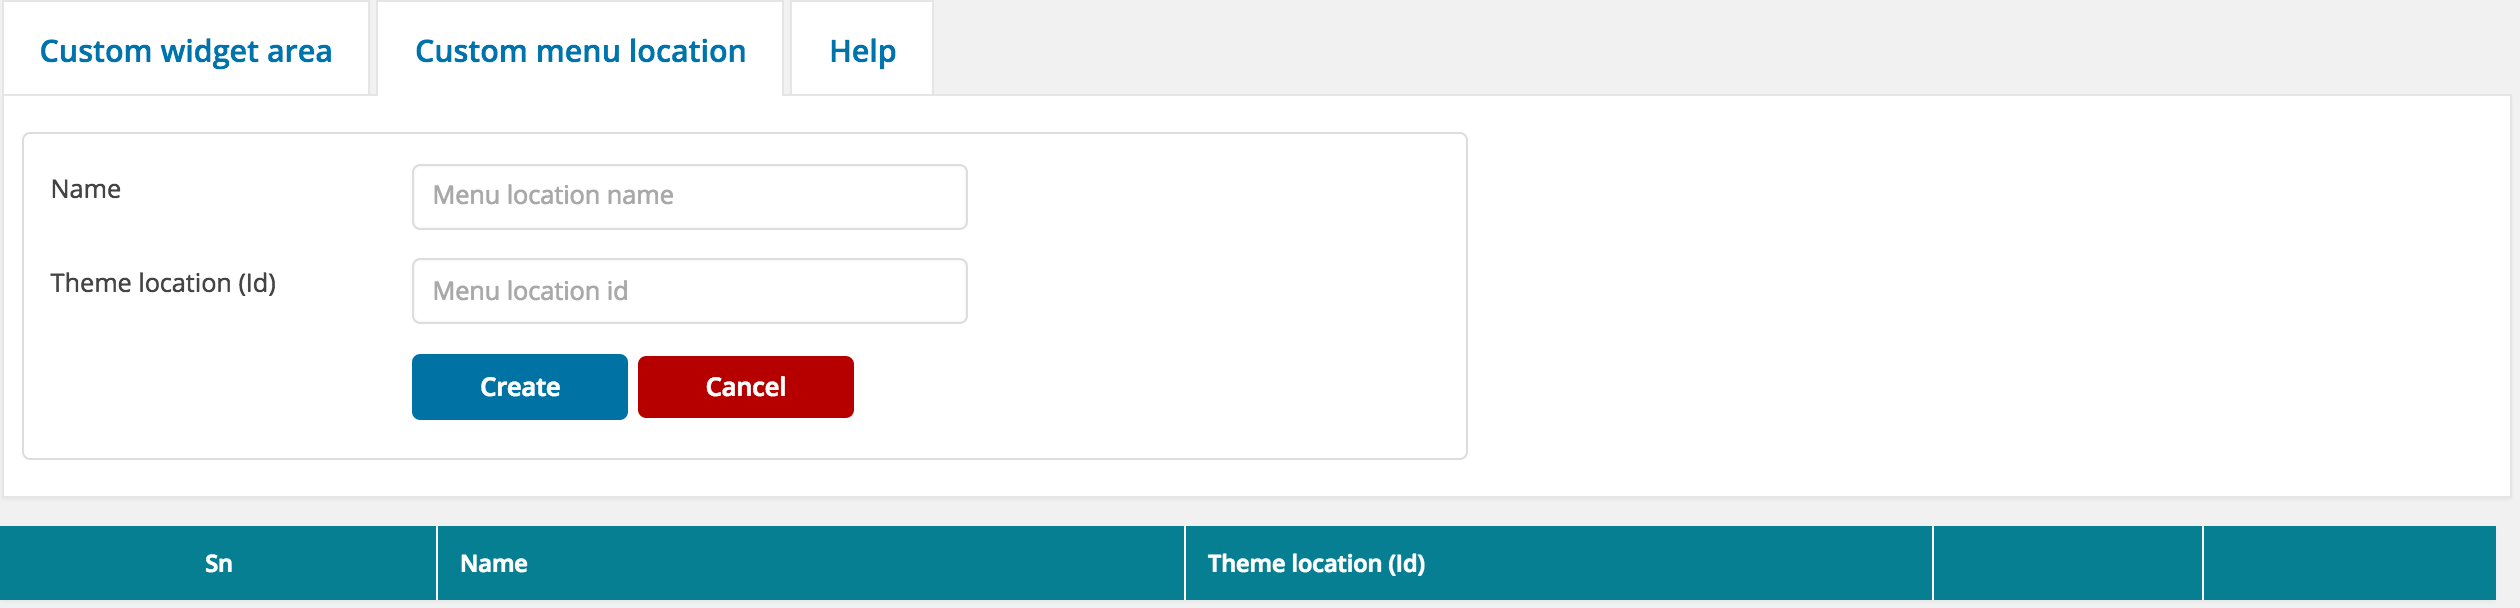 Custom widget area
Custom menu location
Help
Name
Menu location name
Theme location (Id)
Menu location id
Create
Cancel
Sn
Name
Theme location (Id)